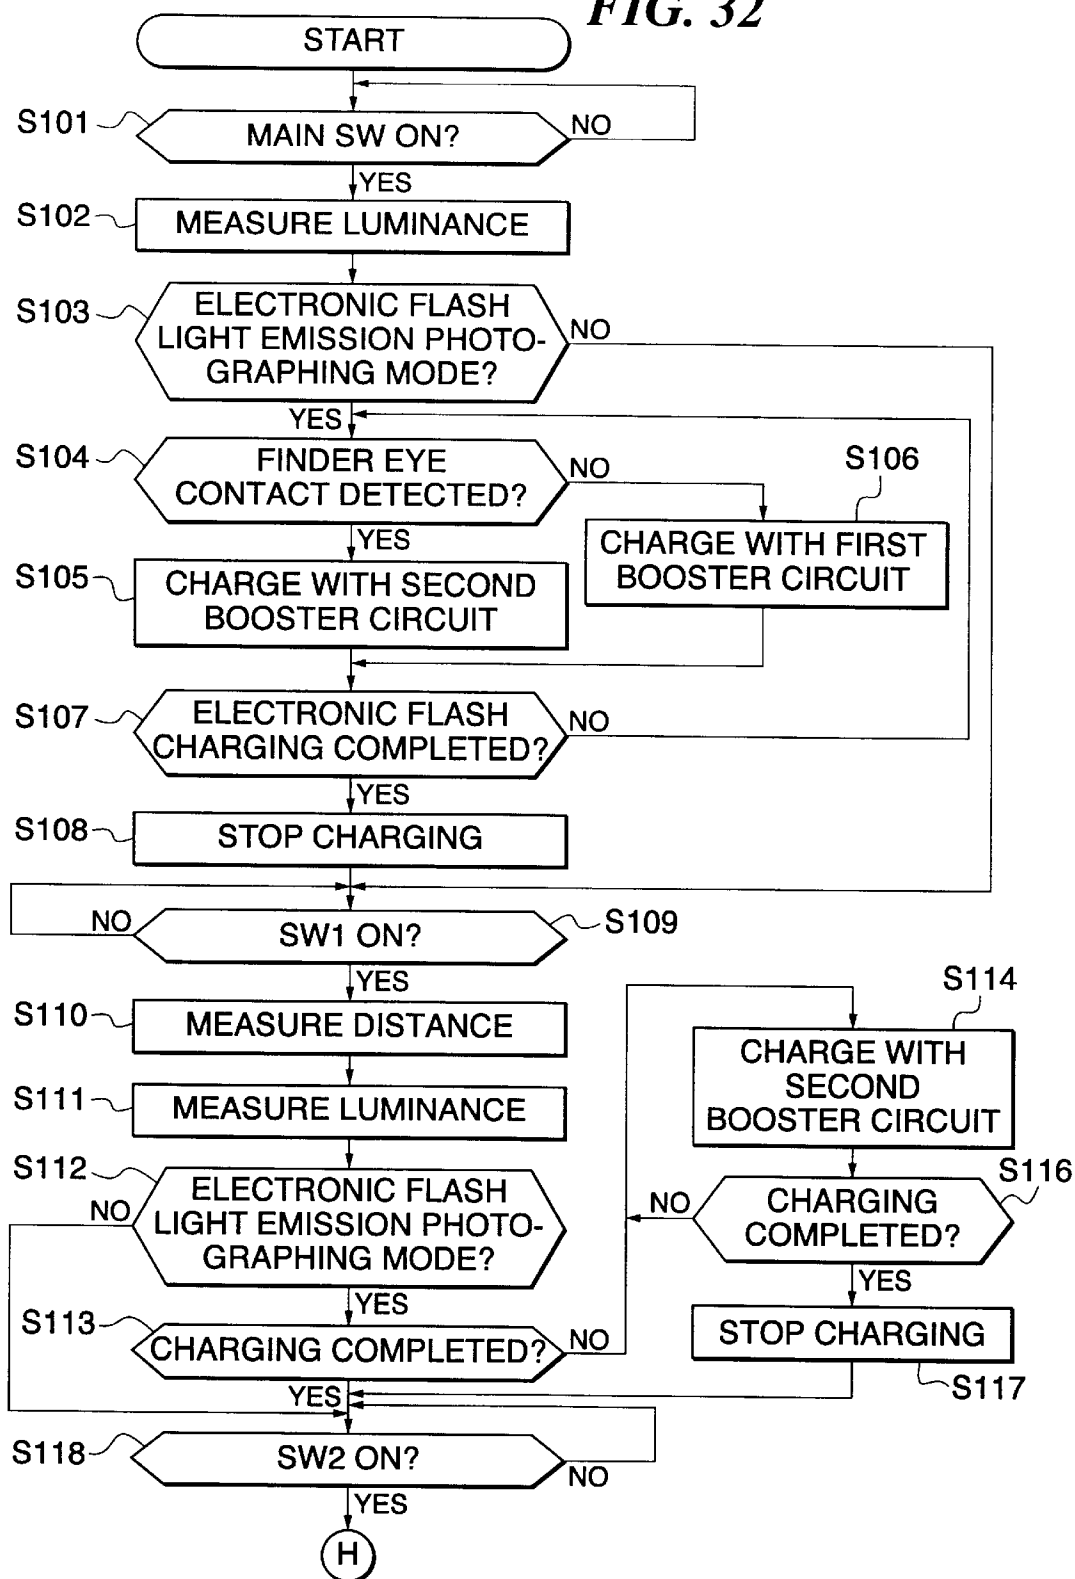 FIG. 32
START
S101
MAIN SW ON?
NO
YES
S102
MEASURE LUMINANCE
S103
ELECTRONIC FLASH
LIGHT EMISSION PHOTO-
GRAPHING MODE?
NO
YES
S104
FINDER EYE
CONTACT DETECTED?
NO
S106
CHARGE WITH FIRST
BOOSTER CIRCUIT
YES
S105
CHARGE WITH SECOND
BOOSTER CIRCUIT
S107
ELECTRONIC FLASH
CHARGING COMPLETED?
NO
YES
S108
STOP CHARGING
NO
SW1 ON?
S109
YES
S110
MEASURE DISTANCE
S111
MEASURE LUMINANCE
S112
NO
ELECTRONIC FLASH
LIGHT EMISSION PHOTO-
GRAPHING MODE?
YES
S113
CHARGING COMPLETED?
NO
YES
S114
CHARGE WITH
SECOND
BOOSTER CIRCUIT
S116
NO
CHARGING
COMPLETED?
YES
STOP CHARGING
S117
S118
SW2 ON?
NO
YES
H